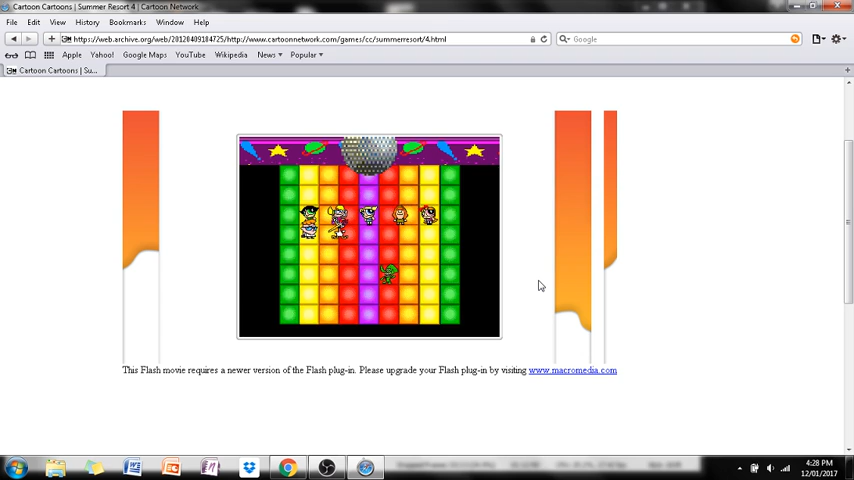 Cartoon Cartoons | Summer Resort 4 | Cartoon Network
File Edit View History Bookmarks Window Help
https://web.archive.org/web/20120409184725/http://www.cartoonnetwork.com/games/cc/summerresort/4.html
Google
Apple Yahoo! Google Maps YouTube Wikipedia News Popular
Cartoon Cartoons | Su...
This Flash movie requires a newer version of the Flash plug-in. Please upgrade your Flash plug-in by visiting www.macromedia.com
4:28 PM
12/01/2017